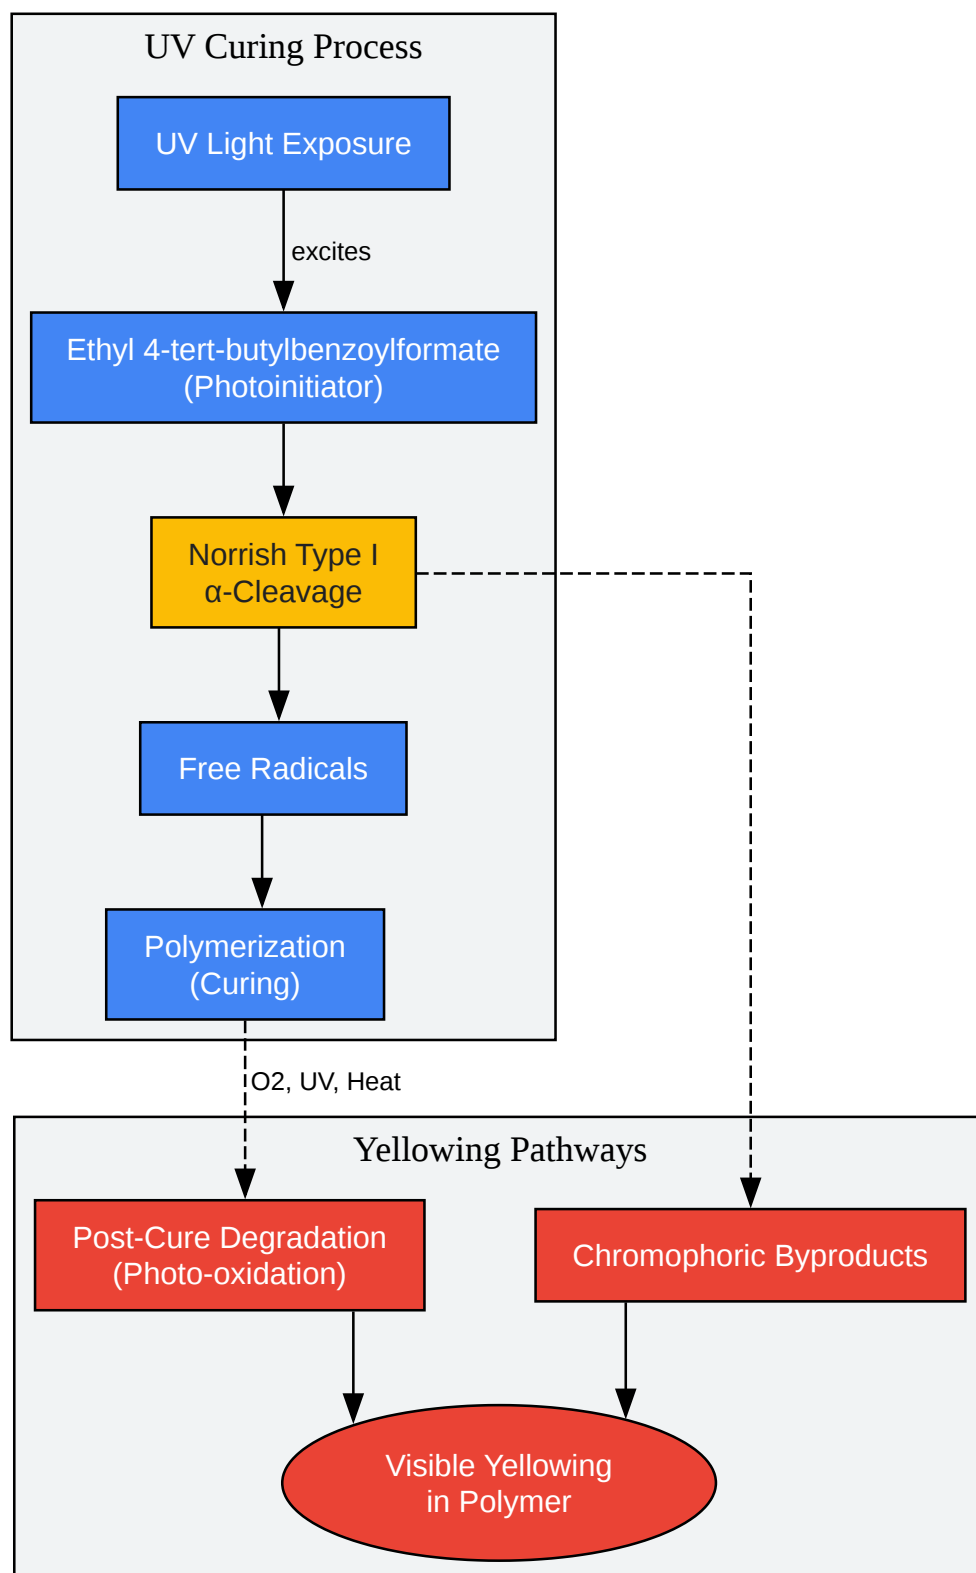 UV Curing Process
UV Light Exposure
excites
Ethyl 4-tert-butylbenzoylformate
(Photoinitiator)
Norrish Type I
α-Cleavage
Free Radicals
Polymerization
(Curing)
O2, UV, Heat
Yellowing Pathways
Post-Cure Degradation
(Photo-oxidation)
Chromophoric Byproducts
Visible Yellowing
in Polymer